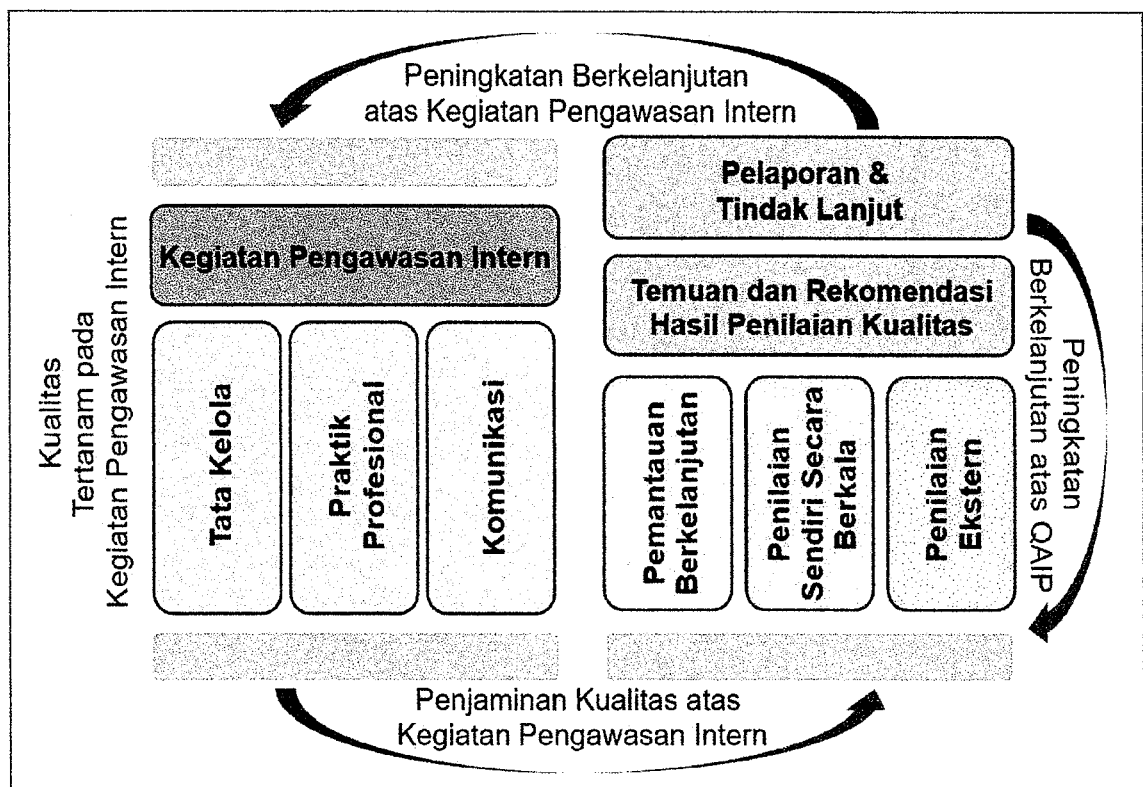 Peningkatan Berkelanjutan
atas Kegiatan Pengawasan Intern
Kualitas
Tertanam pada
Kegiatan Pengawasan Intern
Kegiatan Pengawasan Intern
Tata Kelola
Praktik
Profesional
Komunikasi
Pelaporan &
Tindak Lanjut
Temuan dan Rekomendasi
Hasil Penilaian Kualitas
Pemantauan
Berkelanjutan
Penilaian
Sendiri Secara
Berkala
Penilaian
Ekstern
Peningkatan
Berkelanjutan atas QAIP
Penjaminan Kualitas atas
Kegiatan Pengawasan Intern